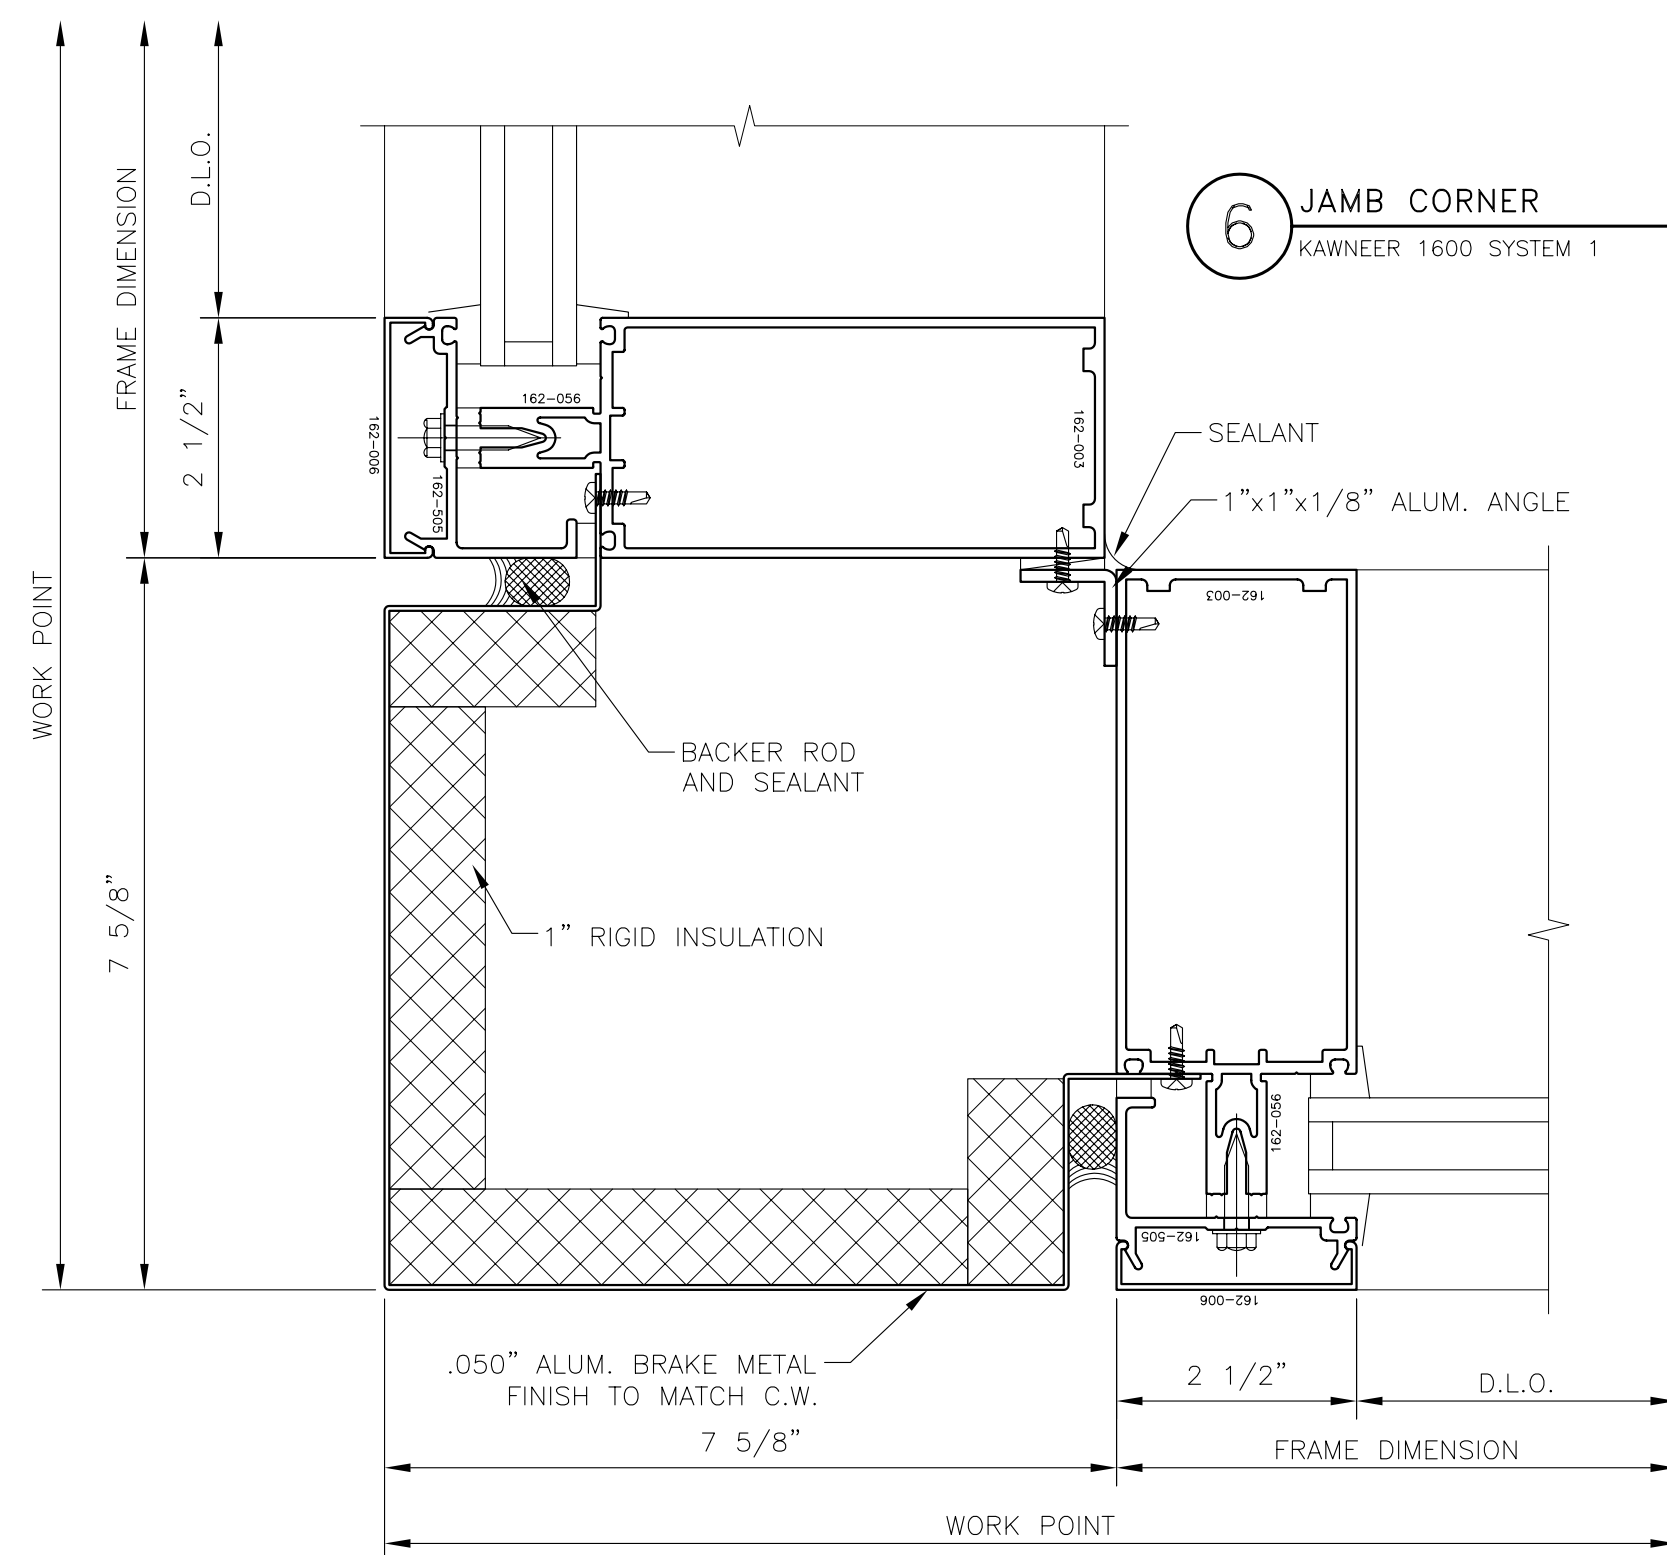 D.L.O.
FRAME DIMENSION
2 1/2"
WORK POINT
7 5/8"
6
JAMB CORNER
KAWNEER 1600 SYSTEM 1
162-056
162-006
162-505
162-003
SEALANT
1"x1"x1/8" ALUM. ANGLE
162-003
BACKER ROD
AND SEALANT
1" RIGID INSULATION
162-056
162-505
162-006
.050" ALUM. BRAKE METAL
FINISH TO MATCH C.W.
2 1/2"
D.L.O.
7 5/8"
FRAME DIMENSION
WORK POINT